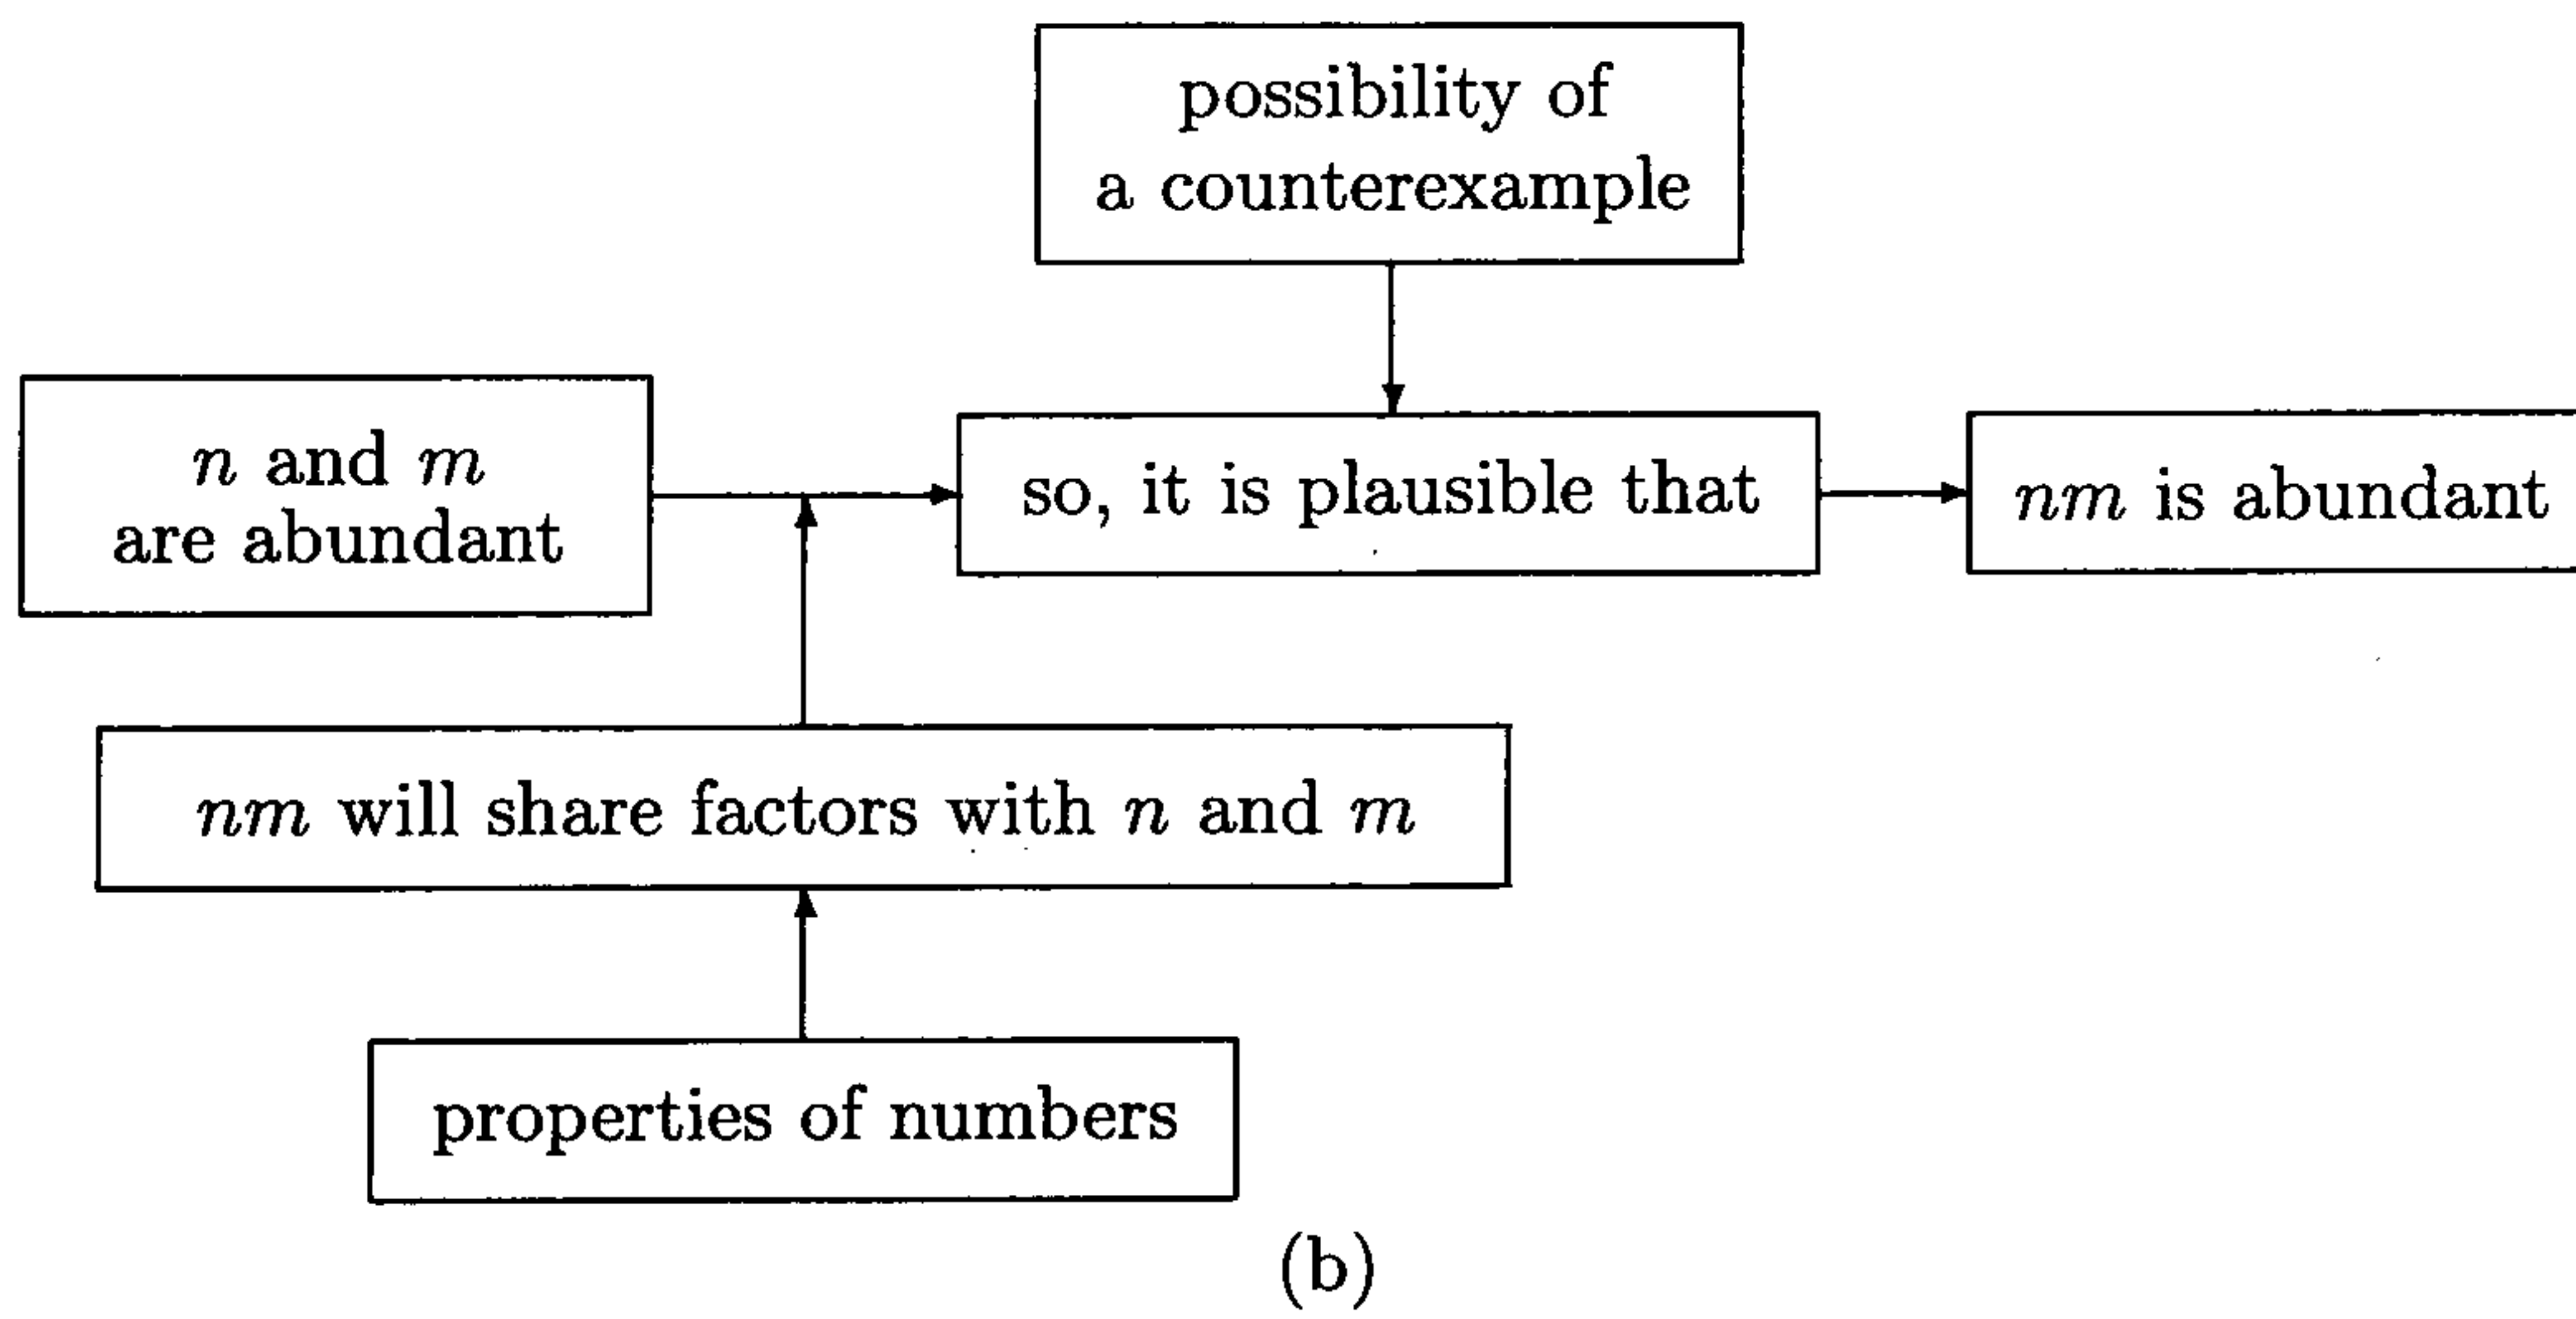 possibility of
a counterexample
n and m
are abundant
so, it is plausible that
nm is abundant
nm will share factors with n and m
properties of numbers
(b)